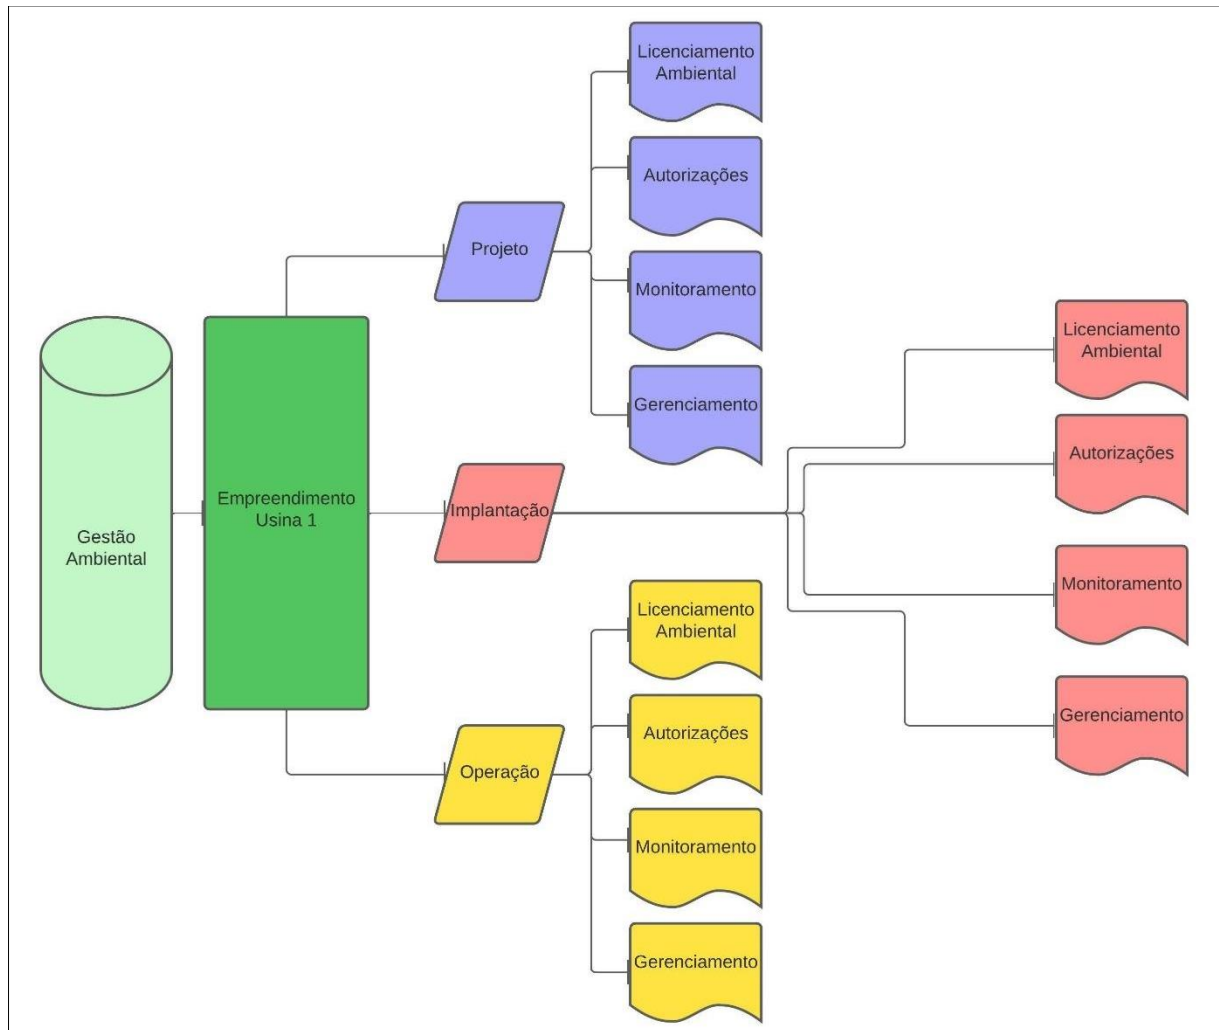 Gestão
Ambiental
Empreendimento
Usina 1
Projeto
Licenciamento
Ambiental
Autorizações
Monitoramento
Gerenciamento
Implantação
Licenciamento
Ambiental
Autorizações
Monitoramento
Gerenciamento
Operação
Licenciamento
Ambiental
Autorizações
Monitoramento
Gerenciamento